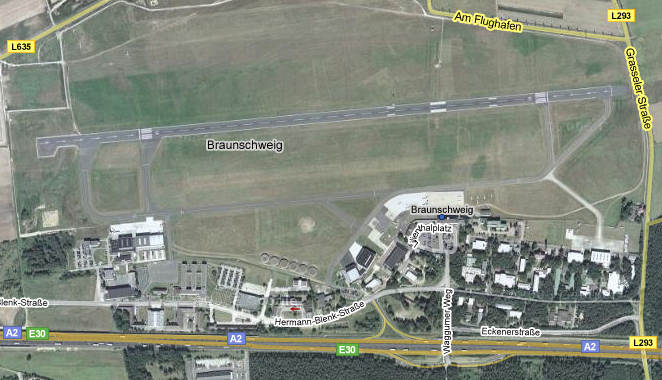 Am Flughafen
L293
L635
Grasseler Straße
Braunschweig
Braunschweig
halplatz
Blenk-Straße
Waggumer Weg
Hermann-Blenk-Straße
Eckenerstraße
A2
E30
A2
E30
A2
L293